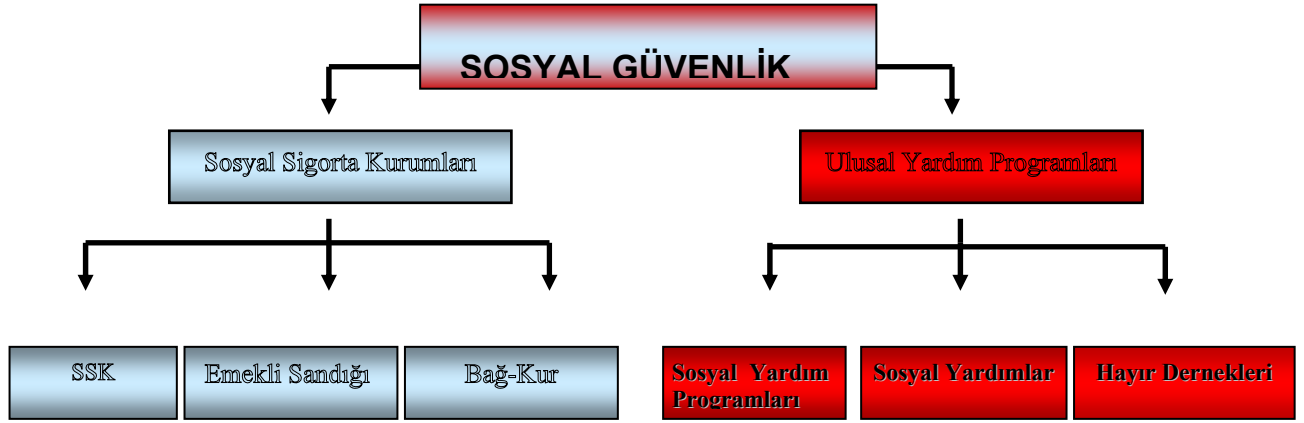 SOSYAL GÜVENLİK
Sosyal Sigorta Kurumları
Ulusal Yardım Programları
SSK
Emekli Sandığı
Bağ-Kur
Sosyal Yardım
Programları
Sosyal Yardımlar
Hayır Dernekleri